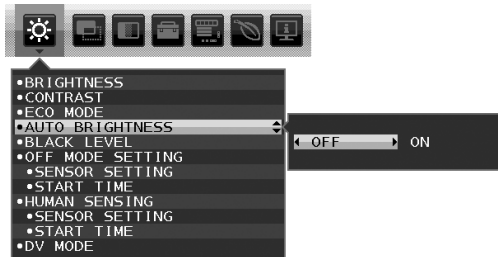 •BRIGHTNESS
•CONTRAST
•ECO MODE
•AUTO BRIGHTNESS
OFF ON
•BLACK LEVEL
•OFF MODE SETTING
•SENSOR SETTING
•START TIME
•HUMAN SENSING
•SENSOR SETTING
•START TIME
•DV MODE